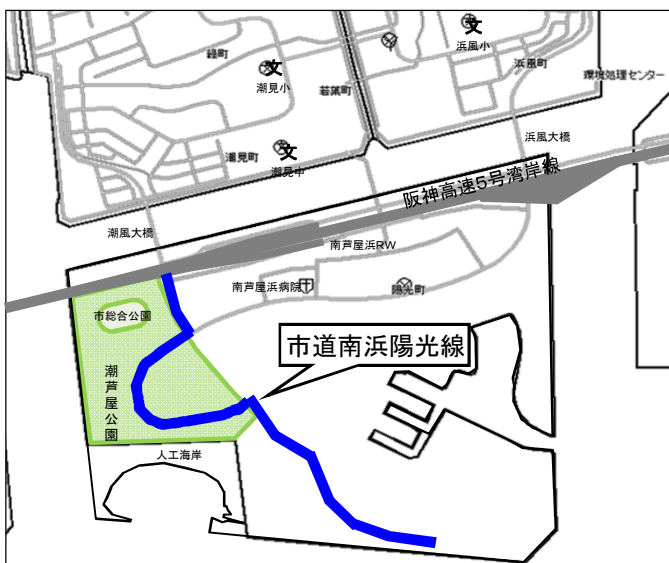 文
浜風小
緑町
文
潮見小
浜風町
環境処理センター
若葉町
浜風大橋
文
潮見町
潮見中
阪神高速5号湾岸線
潮風大橋
南芦屋浜RW
南芦屋浜病院
陽光町
市総合公園
市道南浜陽光線
潮芦屋公園
人工海岸